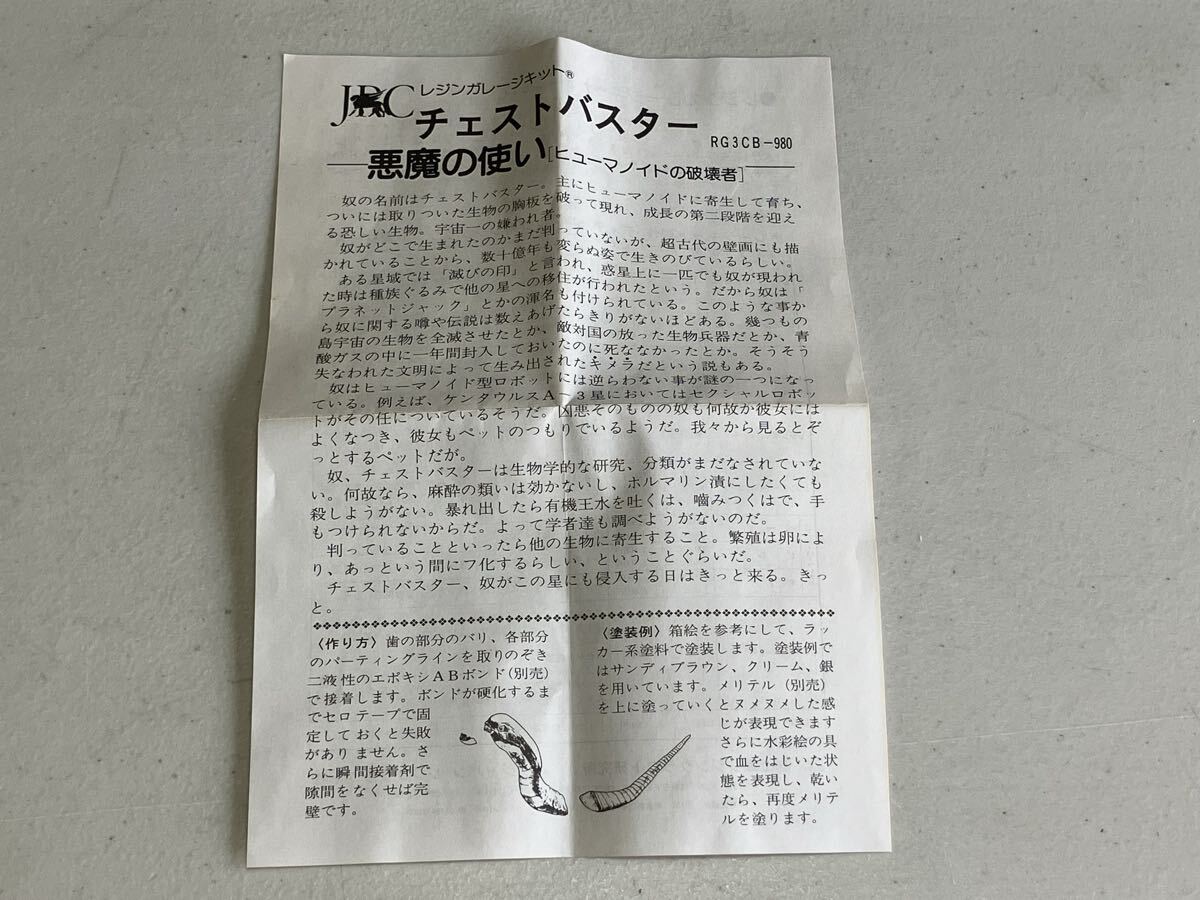 JDC レジンガレージキット®
チェストバスター
RG3CB-980
悪魔の使い[ヒューマノイドの破壊者]
奴の名前はチェストバスター。主にヒューマノイドに寄生して育ち、
ついには取りついた生物の胸板を破って現れ、成長の第二段階を迎え
る恐しい生物。宇宙一の嫌われ者。
奴がどこで生まれたのかまだ判っていないが、超古代の壁画にも描
かれていることから、数十億年も変らぬ姿で生きのびているらしい。
ある星域では「滅びの印」と言われ、惑星上に一匹でも奴が現われ
た時は種族ぐるみで他の星への移住が行われたという。だから奴は「
プラネットジャック」とかの渾名も付けられている。このような事か
ら奴に関する噂や伝説は数えあげたらきりがないほどある。幾つもの
島宇宙の生物を全滅させたとか、敵対国の放った生物兵器だとか、青
酸ガスの中に一年間封入しておいたのに死ななかったとか。そうそう
失なわれた文明によって生み出されたキメラだという説もある。
奴はヒューマノイド型ロボットには逆らわない事が謎の一つになっ
ている。例えば、ケンタウルスA-3星においてはセクシャルロボッ
トがその任についているそうだ。凶悪そのものの奴も何故か彼女には
よくなつき、彼女もペットのつもりでいるようだ。我々から見るとぞ
っとするペットだが。
奴、チェストバスターは生物学的な研究、分類がまだなされていな
い。何故なら、麻酔の類いは効かないし、ホルマリン漬にしたくても
殺しようがない。暴れ出したら有機王水を吐くは、嚙みつくはで、手
もつけられないからだ。よって学者達も調べようがないのだ。
判っていることといったら他の生物に寄生すること。繁殖は卵によ
り、あっという間にフ化するらしい、ということぐらいだ。
チェストバスター、奴がこの星にも侵入する日はきっと来る。きっ
と。
〈作り方〉歯の部分のバリ、各部分
のパーティングラインを取りのぞき
二液性のエポキシABボンド(別売)
で接着します。ボンドが硬化するま
でセロテープで固
定しておくと失敗
がありません。さ
らに瞬間接着剤で
隙間をなくせば完
壁です。
〈塗装例〉箱絵を参考にして、ラッ
カー系塗料で塗装します。塗装例で
はサンディブラウン、クリーム、銀
を用いています。メリテル(別売)
を上に塗っていくとヌメヌメした感
じが表現できます
さらに水彩絵の具
で血をはじいた状
態を表現し、乾い
たら、再度メリテ
ルを塗ります。